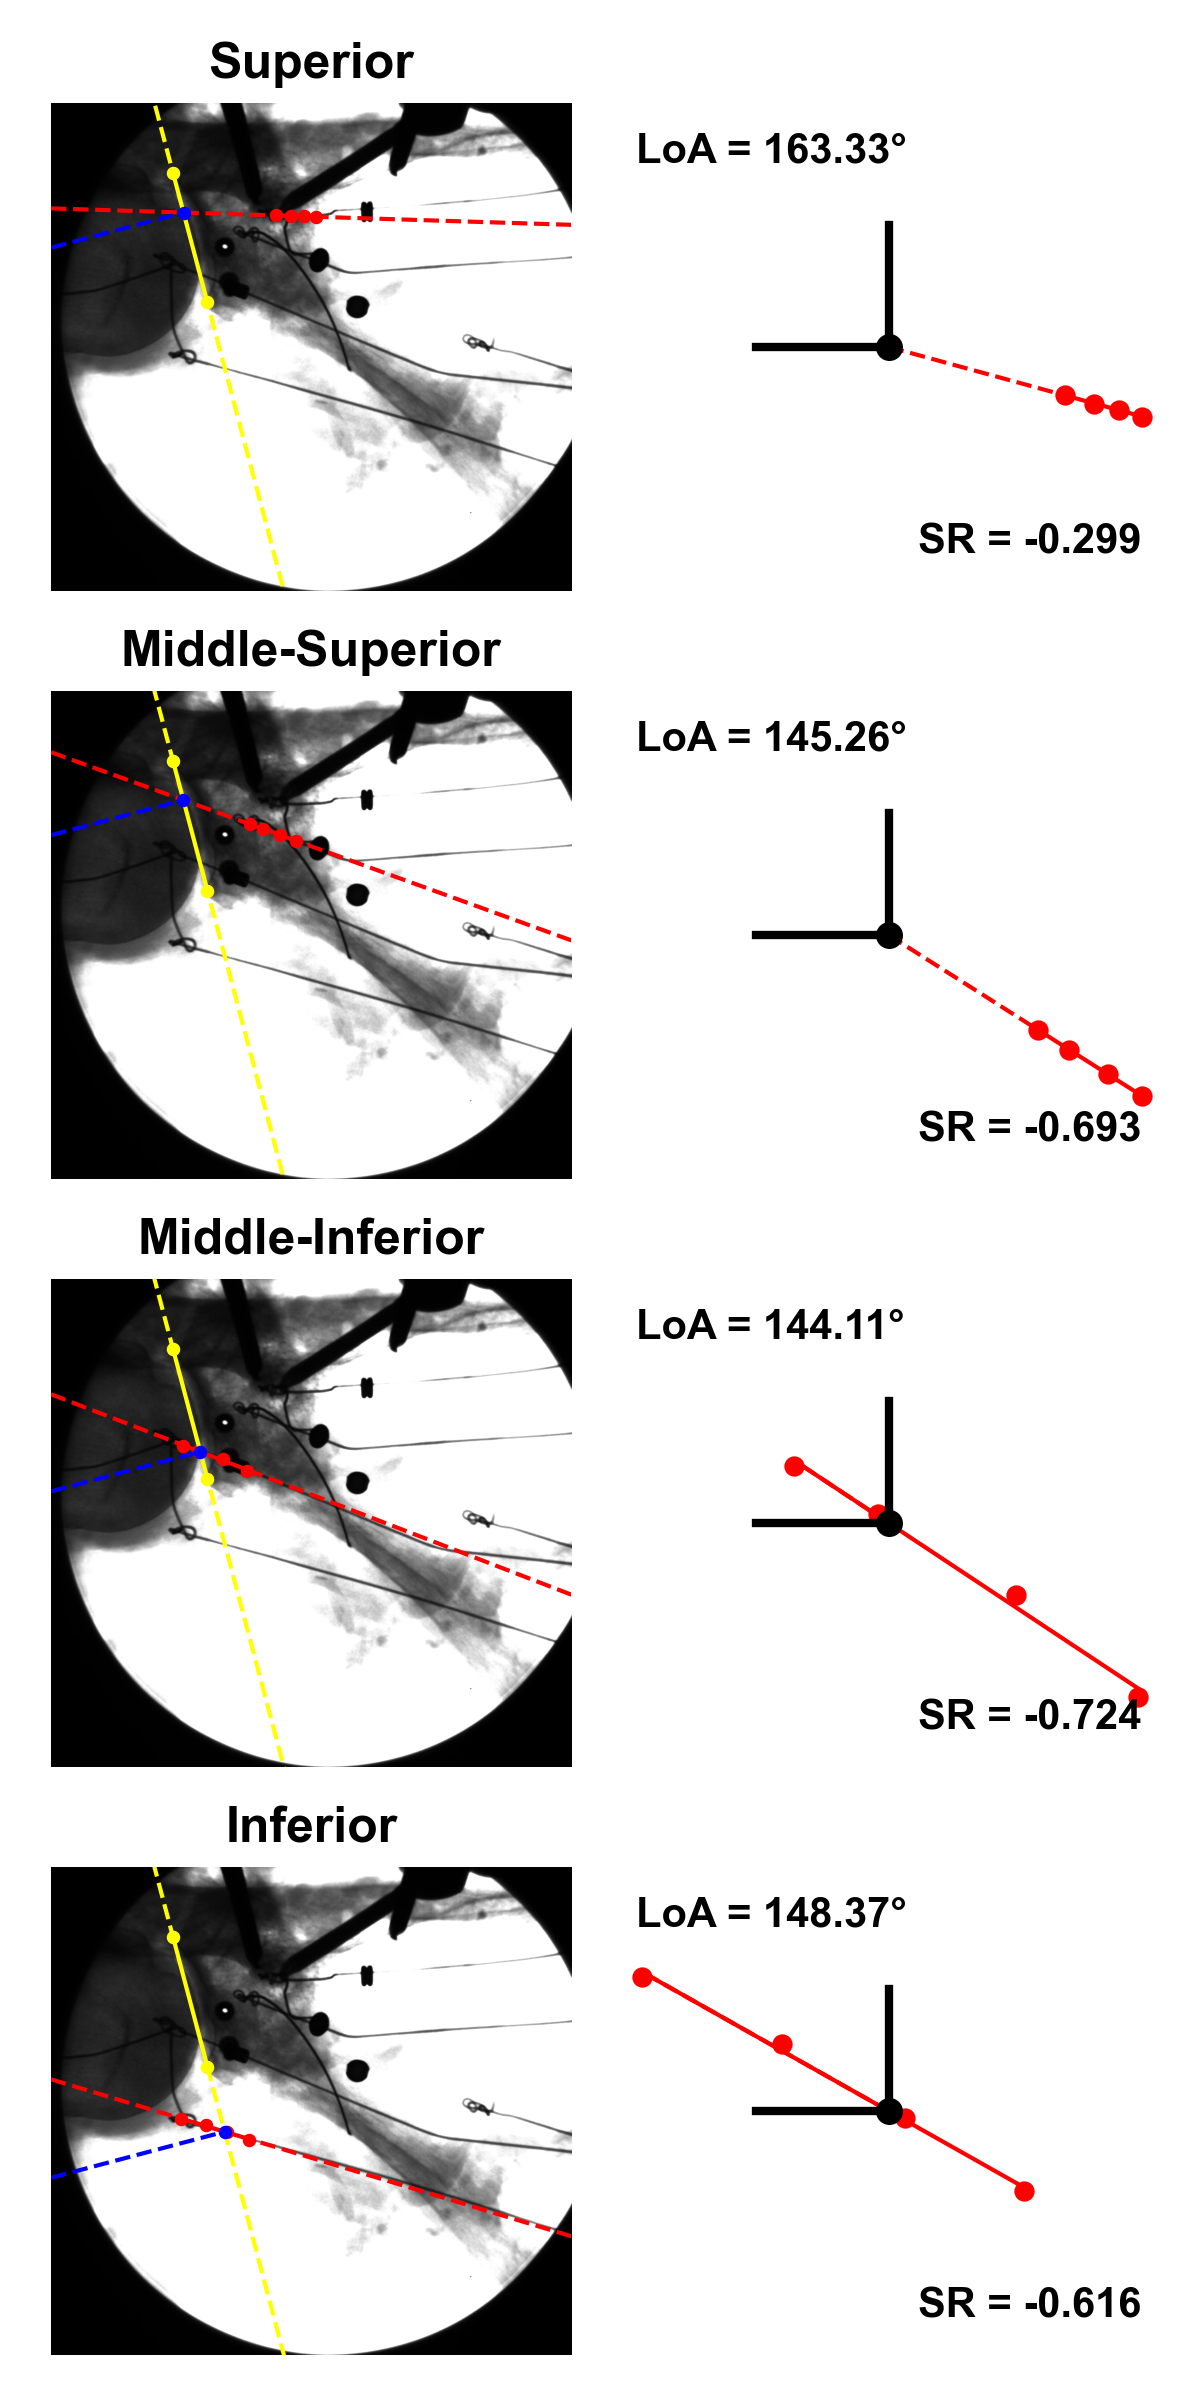 Superior
LoA = 163.33°
SR = -0.299
Middle-Superior
LoA = 145.26°
SR = -0.693
Middle-Inferior
LoA = 144.11°
SR = -0.724
Inferior
LoA = 148.37°
SR = -0.616